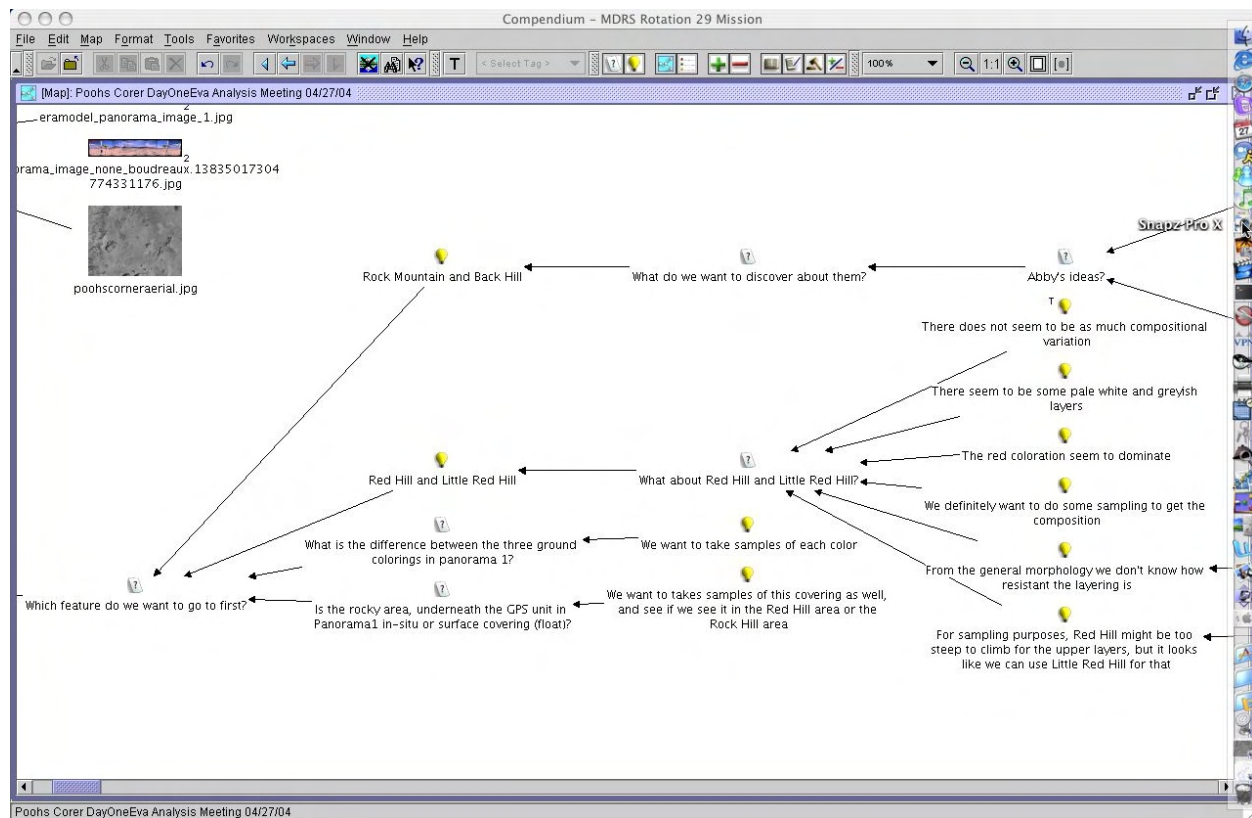 Compendium - MDRS Rotation 29 Mission
File Edit Map Format Tools Favorites Workspaces Window Help
T < Select Tag > 100% 1:1
[Map]: Poohs Corer DayOneEva Analysis Meeting 04/27/04
2
eramodel_panorama_image_1.jpg
2
orama_image_none_boudreaux.13835017304
774331176.jpg
poohscorneraerial.jpg
Snapz Pro X
27
VPN
Rock Mountain and Back Hill
What do we want to discover about them?
Abby's ideas?
T
There does not seem to be as much compositional
variation
There seem to be some pale white and greyish
layers
The red coloration seem to dominate
Red Hill and Little Red Hill
What about Red Hill and Little Red Hill?
We definitely want to do some sampling to get the
composition
What is the difference between the three ground
colorings in panorama 1?
We want to take samples of each color
From the general morphology we don't know how
resistant the layering is
Which feature do we want to go to first?
Is the rocky area, underneath the GPS unit in
Panorama1 in-situ or surface covering (float)?
We want to takes samples of this covering as well,
and see if we see it in the Red Hill area or the
Rock Hill area
For sampling purposes, Red Hill might be too
steep to climb for the upper layers, but it looks
like we can use Little Red Hill for that
Poohs Corer DayOneEva Analysis Meeting 04/27/04